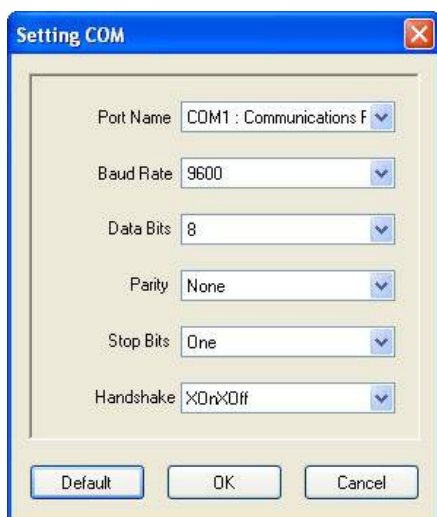 Setting COM
Port Name COM1 : Communications F
Baud Rate 9600
Data Bits 8
Parity None
Stop Bits One
Handshake XOnXOff
Default OK Cancel